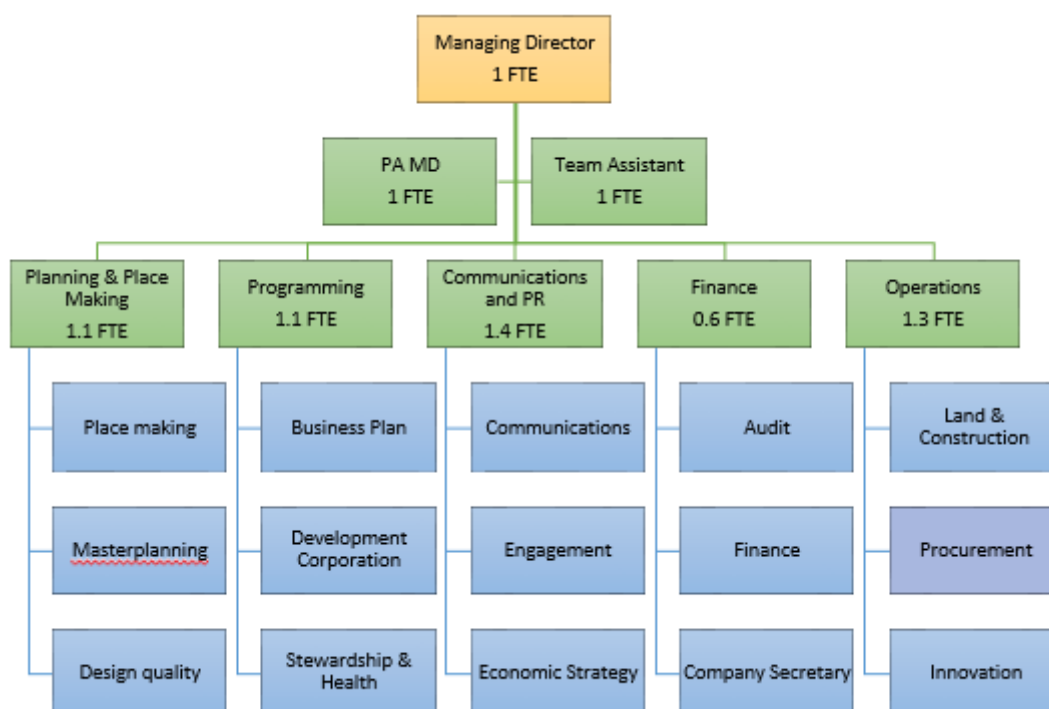 Managing Director
1 FTE
PA MD
1 FTE
Team Assistant
1 FTE
Planning & Place
Making
1.1 FTE
Programming
1.1 FTE
Communications
and PR
1.4 FTE
Finance
0.6 FTE
Operations
1.3 FTE
Place making
Business Plan
Communications
Audit
Land &
Construction
Masterplanning
Development
Corporation
Engagement
Finance
Procurement
Design quality
Stewardship &
Health
Economic Strategy
Company Secretary
Innovation